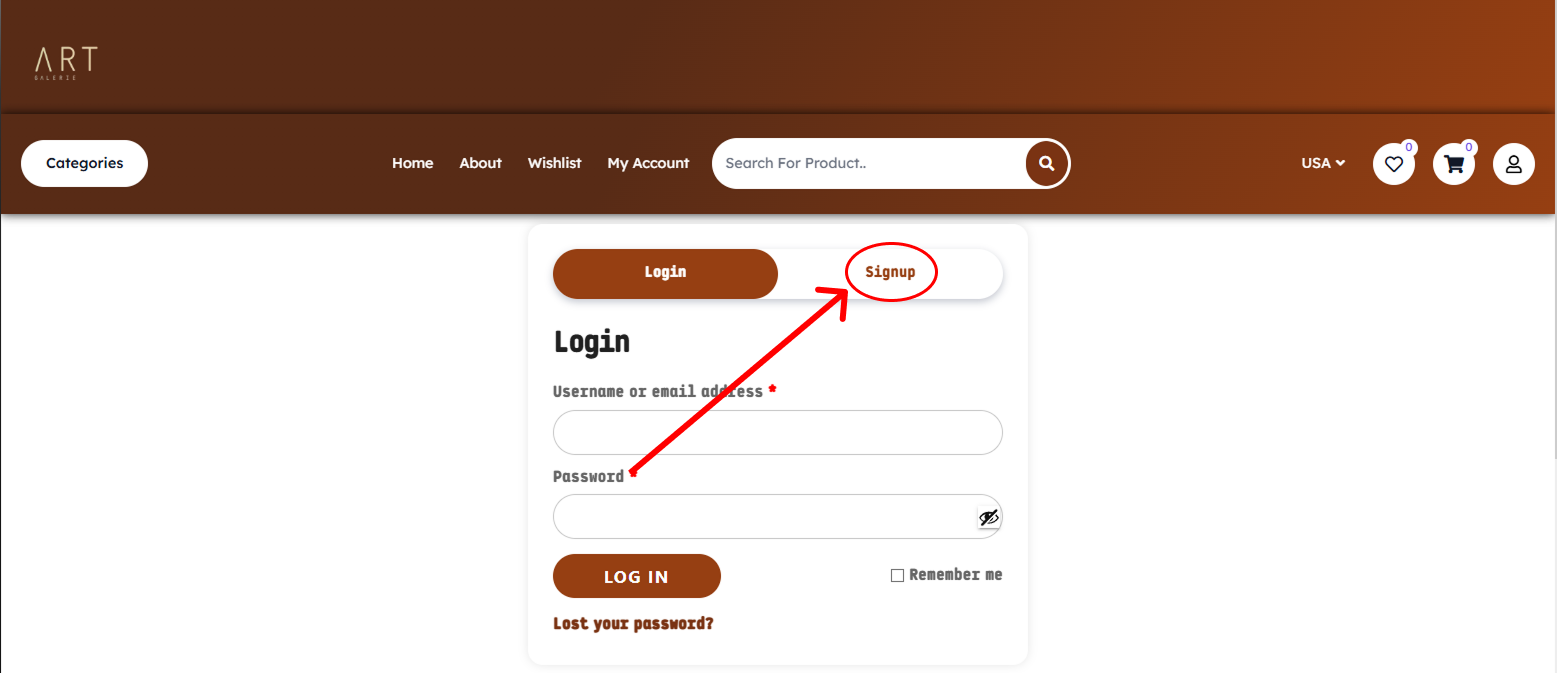 ART
GALERIE
Categories
Home About Wishlist My Account
Search For Product..
USA
0
0
Login Signup
Login
Username or email address *
Password *
LOG IN
Remember me
Lost your password?